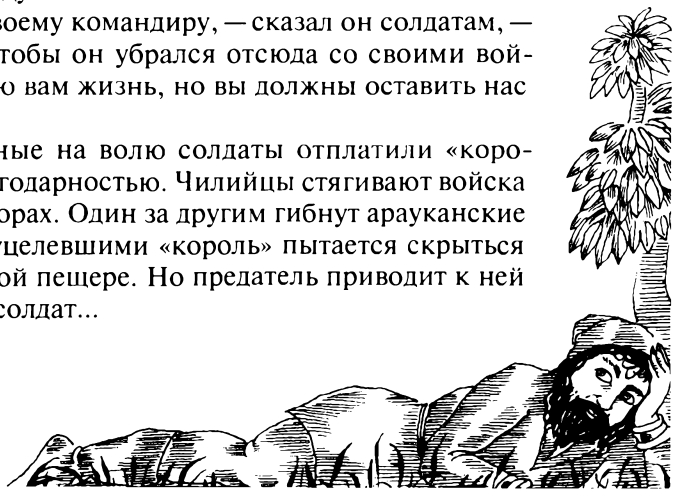 воему командиру, — сказал он солдатам, —
тобы он убрался отсюда со своими вой-
ю вам жизнь, но вы должны оставить нас
ные на волю солдаты отплатили «коро-
годарностью. Чилийцы стягивают войска
орах. Один за другим гибнут арауканские
уцелевшими «король» пытается скрыться
ой пещере. Но предатель приводит к ней
солдат...